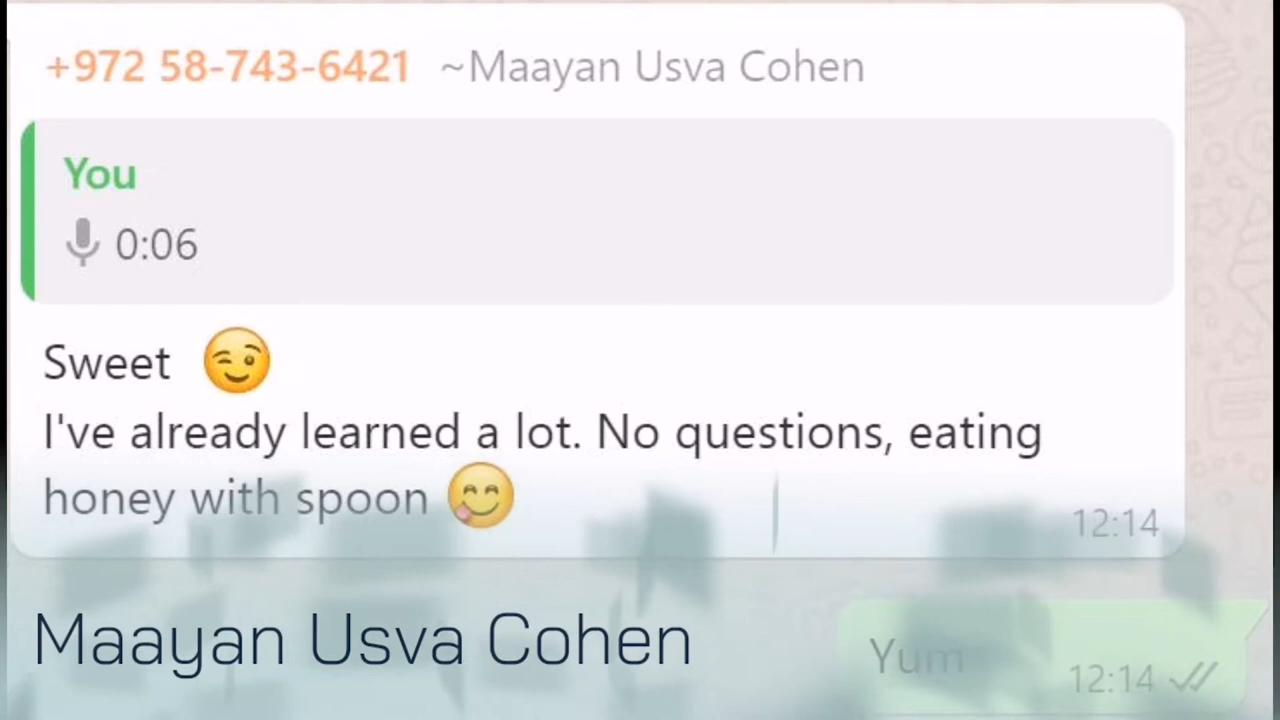 +972 58-743-6421 ~Maayan Usva Cohen
You
0:06
Sweet 😉
I've already learned a lot. No questions, eating
honey with spoon 😋
12:14
Maayan Usva Cohen
Yum
12:14